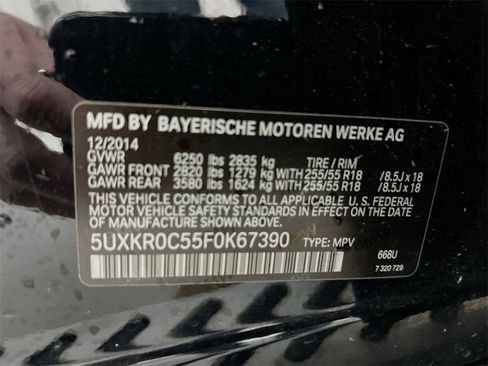 MFD BY BAYERISCHE MOTOREN WERKE AG
12/2014
GVWR 6250 lbs 2835 kg TIRE / RIM
GAWR FRONT 2820 lbs 1279 kg WITH 255/55 R18 /8.5J x 18
GAWR REAR 3580 lbs 1624 kg WITH 255/55 R18 /8.5J x 18
THIS VEHICLE CONFORMS TO ALL APPLICABLE U. S. FEDERAL
MOTOR VEHICLE SAFETY STANDARDS IN EFFECT ON THE DATE OF
MANUFACTURE SHOWN ABOVE.
5UXKR0C55F0K67390 TYPE: MPV
668U
7 320 729